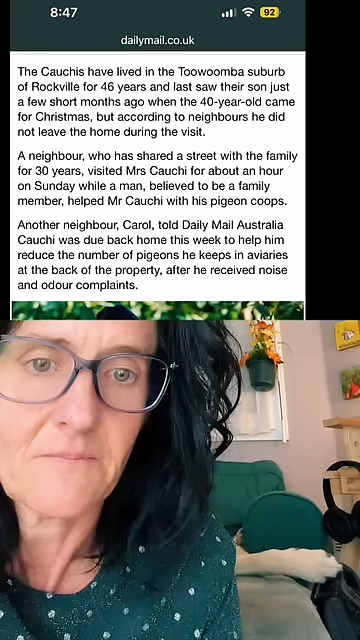 8:47
92
dailymail.co.uk
The Cauchis have lived in the Toowoomba suburb
of Rockville for 46 years and last saw their son just
a few short months ago when the 40-year-old came
for Christmas, but according to neighbours he did
not leave the home during the visit.
A neighbour, who has shared a street with the family
for 30 years, visited Mrs Cauchi for about an hour
on Sunday while a man, believed to be a family
member, helped Mr Cauchi with his pigeon coops.
Another neighbour, Carol, told Daily Mail Australia
Cauchi was due back home this week to help him
reduce the number of pigeons he keeps in aviaries
at the back of the property, after he received noise
and odour complaints.